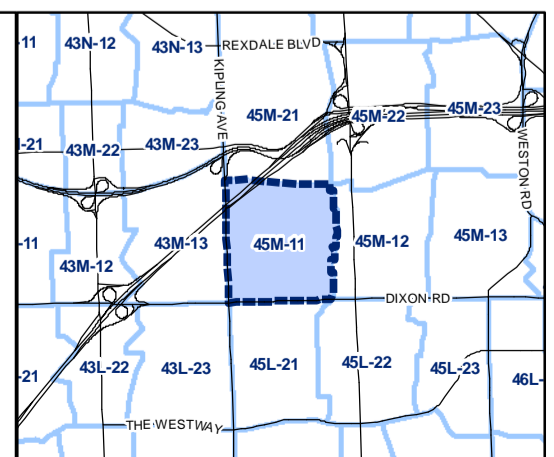 -11
43N-12
43N-13
REXDALE BLVD
KIPLING AVE
45M-21
45M-22
45M-23
-21
43M-22
43M-23
WESTON RD
-11
43M-12
43M-13
45M-11
45M-12
45M-13
DIXON RD
-21
43L-22
43L-23
45L-21
45L-22
45L-23
46L-
THE WESTWAY